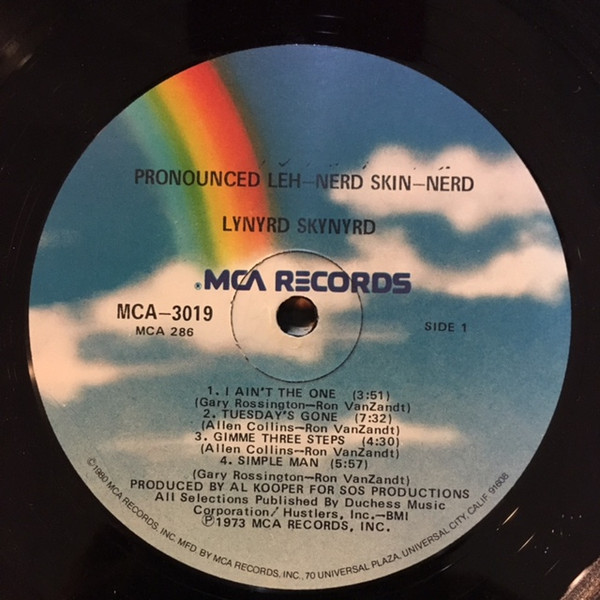 PRONOUNCED LĔH-NĔRD SKIN-NĔRD
LYNYRD SKYNYRD
®MCA RECORDS
MCA-3019
MCA 286
SIDE 1
1. I AIN'T THE ONE (3:51)
(Gary Rossington-Ron VanZandt)
2. TUESDAY'S GONE (7:32)
(Allen Collins-Ron VanZandt)
3. GIMME THREE STEPS (4:30)
(Allen Collins-Ron VanZandt)
4. SIMPLE MAN (5:57)
(Gary Rossington-Ron VanZandt)
PRODUCED BY AL KOOPER FOR SOS PRODUCTIONS
All Selections Published By Duchess Music
Corporation/ Hustlers, Inc.-BMI
℗1973 MCA RECORDS, INC.
©1980 MCA RECORDS, INC. MFD. BY MCA RECORDS, INC., 70 UNIVERSAL PLAZA, UNIVERSAL CITY, CALIF. 91608